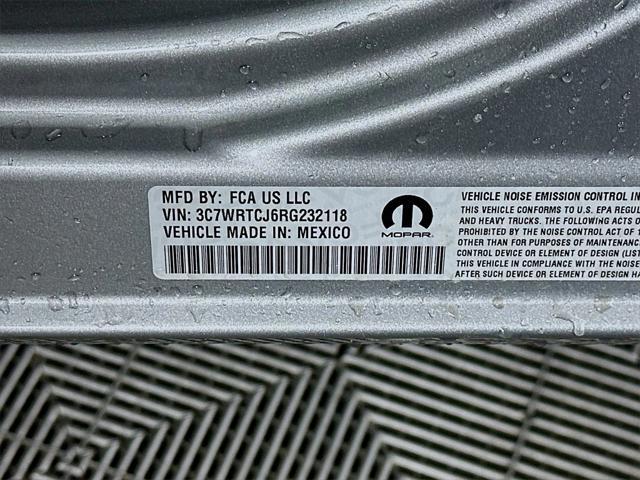 MFD BY: FCA US LLC
VIN: 3C7WRTCJ6RG232118
VEHICLE MADE IN: MEXICO
MOPAR
VEHICLE NOISE EMISSION CONTROL IN
THIS VEHICLE CONFORMS TO U.S. EPA REGUL
AND HEAVY TRUCKS. THE FOLLOWING ACTS O
PROHIBITED BY THE NOISE CONTROL ACT OF 1
OTHER THAN FOR PURPOSES OF MAINTENANC
CONTROL DEVICE OR ELEMENT OF DESIGN (LIST
THIS VEHICLE IN COMPLIANCE WITH THE NOISE
AFTER SUCH DEVICE OR ELEMENT OF DESIGN HA